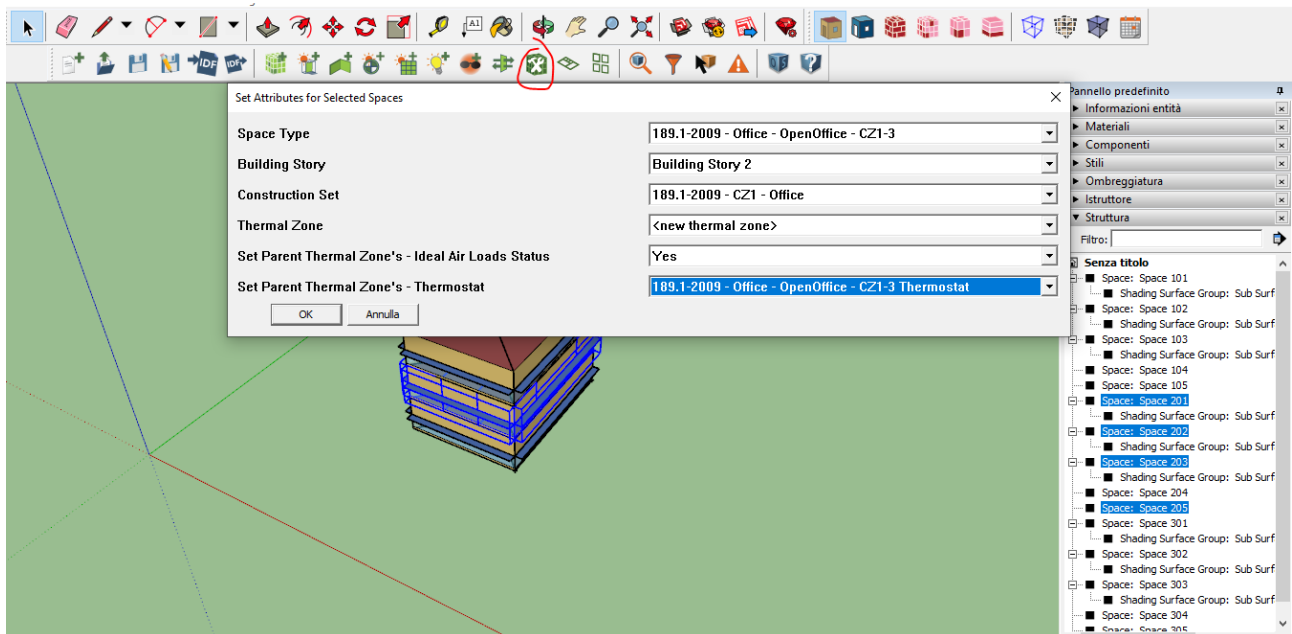 A1
IDF
IDF
Set Attributes for Selected Spaces
Space Type
189.1-2009 - Office - OpenOffice - CZ1-3
Building Story
Building Story 2
Construction Set
189.1-2009 - CZ1 - Office
Thermal Zone
<new thermal zone>
Set Parent Thermal Zone's - Ideal Air Loads Status
Yes
Set Parent Thermal Zone's - Thermostat
189.1-2009 - Office - OpenOffice - CZ1-3 Thermostat
OK
Annulla
Pannello predefinito
Informazioni entità
Materiali
Componenti
Stili
Ombreggiatura
Istruttore
Struttura
Filtro:
Senza titolo
Space: Space 101
Shading Surface Group: Sub Surf
Space: Space 102
Shading Surface Group: Sub Surf
Space: Space 103
Shading Surface Group: Sub Surf
Space: Space 104
Space: Space 105
Space: Space 201
Shading Surface Group: Sub Surf
Space: Space 202
Shading Surface Group: Sub Surf
Space: Space 203
Shading Surface Group: Sub Surf
Space: Space 204
Space: Space 205
Space: Space 301
Shading Surface Group: Sub Surf
Space: Space 302
Shading Surface Group: Sub Surf
Space: Space 303
Shading Surface Group: Sub Surf
Space: Space 304
Space: Space 305